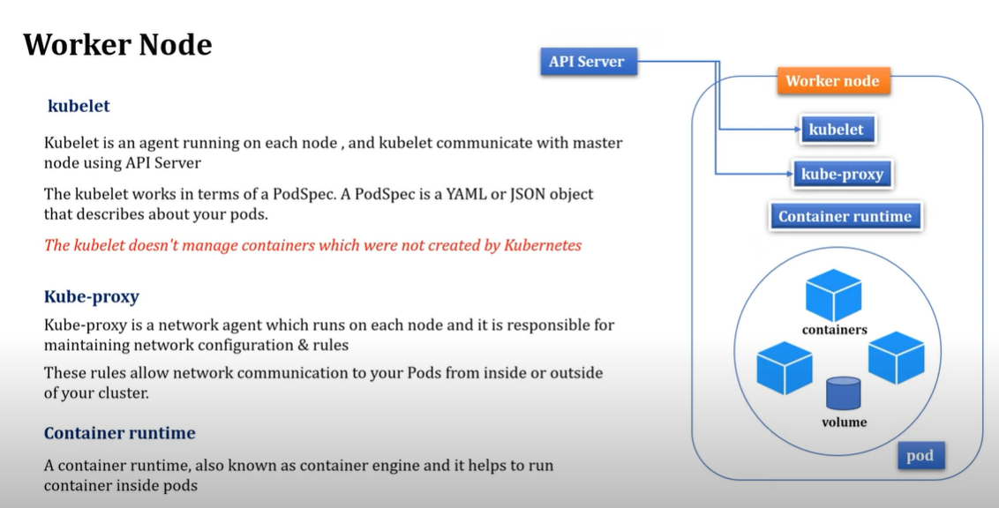 Worker Node
kubelet
Kubelet is an agent running on each node , and kubelet communicate with master
node using API Server
The kubelet works in terms of a PodSpec. A PodSpec is a YAML or JSON object
that describes about your pods.
The kubelet doesn't manage containers which were not created by Kubernetes
Kube-proxy
Kube-proxy is a network agent which runs on each node and it is responsible for
maintaining network configuration & rules
These rules allow network communication to your Pods from inside or outside
of your cluster.
Container runtime
A container runtime, also known as container engine and it helps to run
container inside pods
API Server
Worker node
kubelet
kube-proxy
Container runtime
containers
volume
pod